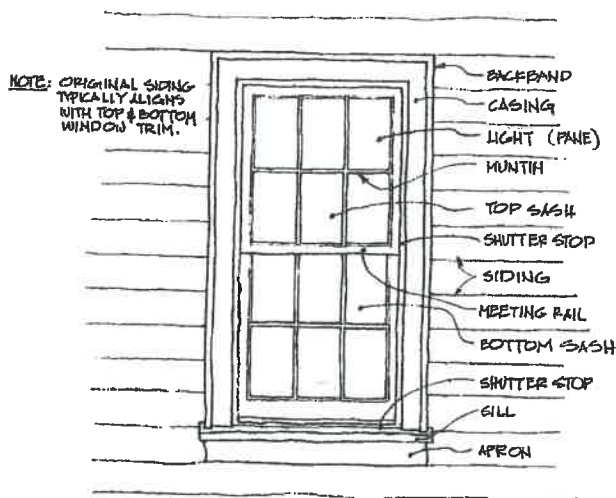 NOTE: ORIGINAL SIDING
TYPICALLY ALIGNS
WITH TOP & BOTTOM
WINDOW TRIM.
BACKBAND
CASING
LIGHT (PANE)
MUNTIN
TOP SASH
SHUTTER STOP
SIDING
MEETING RAIL
BOTTOM SASH
SHUTTER STOP
SILL
APRON